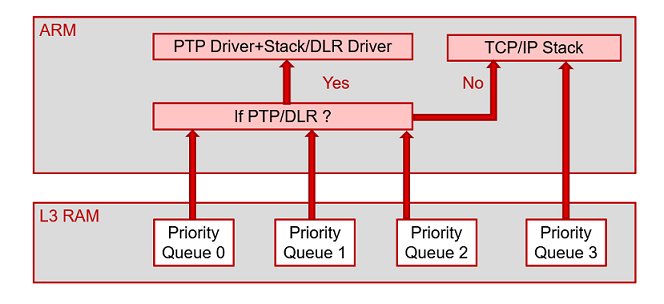 ARM
PTP Driver+Stack/DLR Driver
TCP/IP Stack
Yes
No
If PTP/DLR ?
L3 RAM
Priority
Queue 0
Priority
Queue 1
Priority
Queue 2
Priority
Queue 3